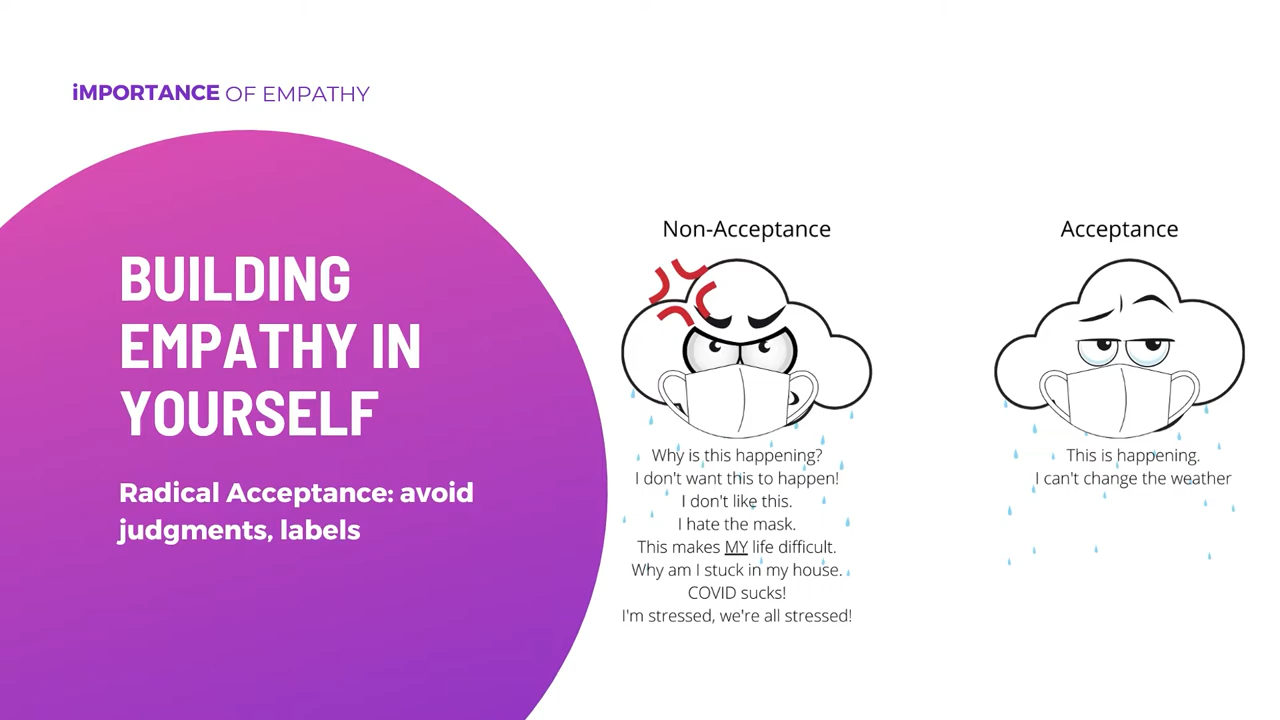 iMPORTANCE OF EMPATHY
BUILDING
EMPATHY IN
YOURSELF
Radical Acceptance: avoid
judgments, labels
Non-Acceptance
Why is this happening?
I don't want this to happen!
I don't like this.
I hate the mask.
This makes MY life difficult.
Why am I stuck in my house.
COVID sucks!
I'm stressed, we're all stressed!
Acceptance
This is happening.
I can't change the weather